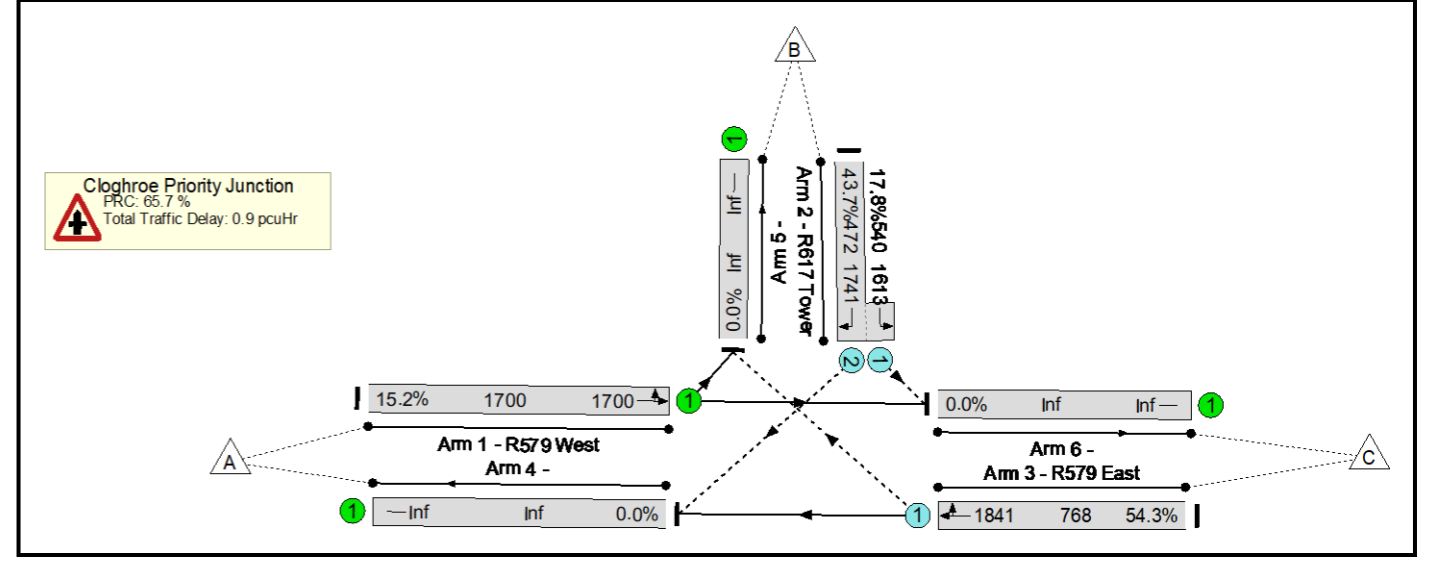 B
Cloghroe Priority Junction
PRC: 65.7 %
Total Traffic Delay: 0.9 pcuHr
1
Inf
Inf
0.0%
Arm 5 -
Arm 2 - R617 Tower
43.7% 472 1741
17.8% 540 1613
2 1
15.2% 1700 1700
1
0.0% Inf Inf
1
Arm 1 - R579 West
Arm 4 -
A
Arm 6 -
Arm 3 - R579 East
C
1
Inf Inf 0.0%
1
1841 768 54.3%